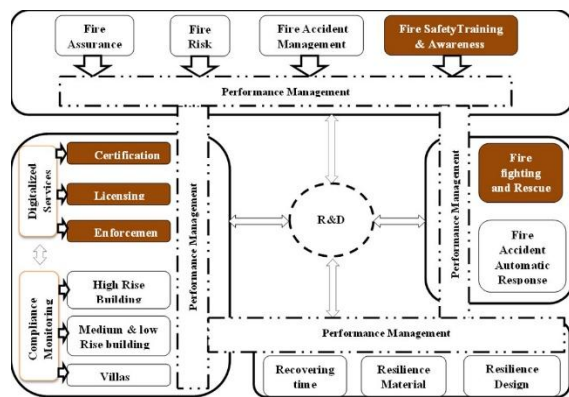 Fire
Assurance
Fire
Risk
Fire Accident
Management
Fire SafetyTraining
& Awareness
Performance Management
Digitalized
Services
Certification
Licensing
Enforcemen
Performance Management
R&D
Performance Management
Fire
fighting
and Rescue
Fire
Accident
Automatic
Response
Compliance
Monitoring
High Rise
Building
Medium & low
Rise building
Villas
Performance Management
Recovering
time
Resilience
Material
Resilience
Design